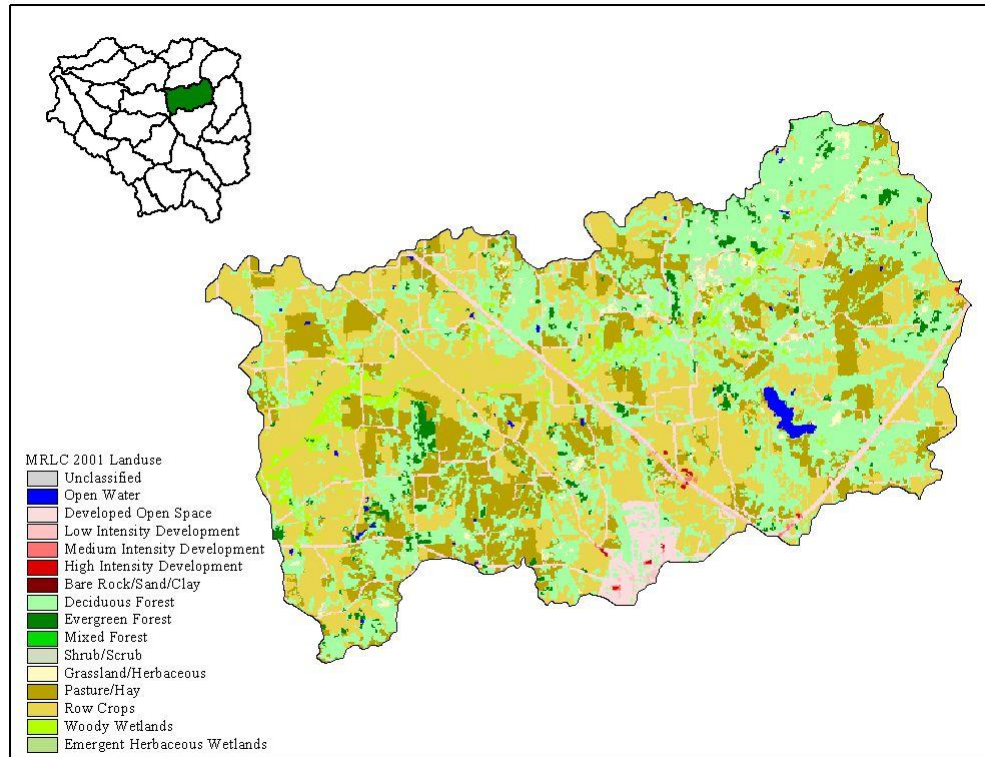 MRLC 2001 Landuse
Unclassified
Open Water
Developed Open Space
Low Intensity Development
Medium Intensity Development
High Intensity Development
Bare Rock/Sand/Clay
Deciduous Forest
Evergreen Forest
Mixed Forest
Shrub/Scrub
Grassland/Herbaceous
Pasture/Hay
Row Crops
Woody Wetlands
Emergent Herbaceous Wetlands